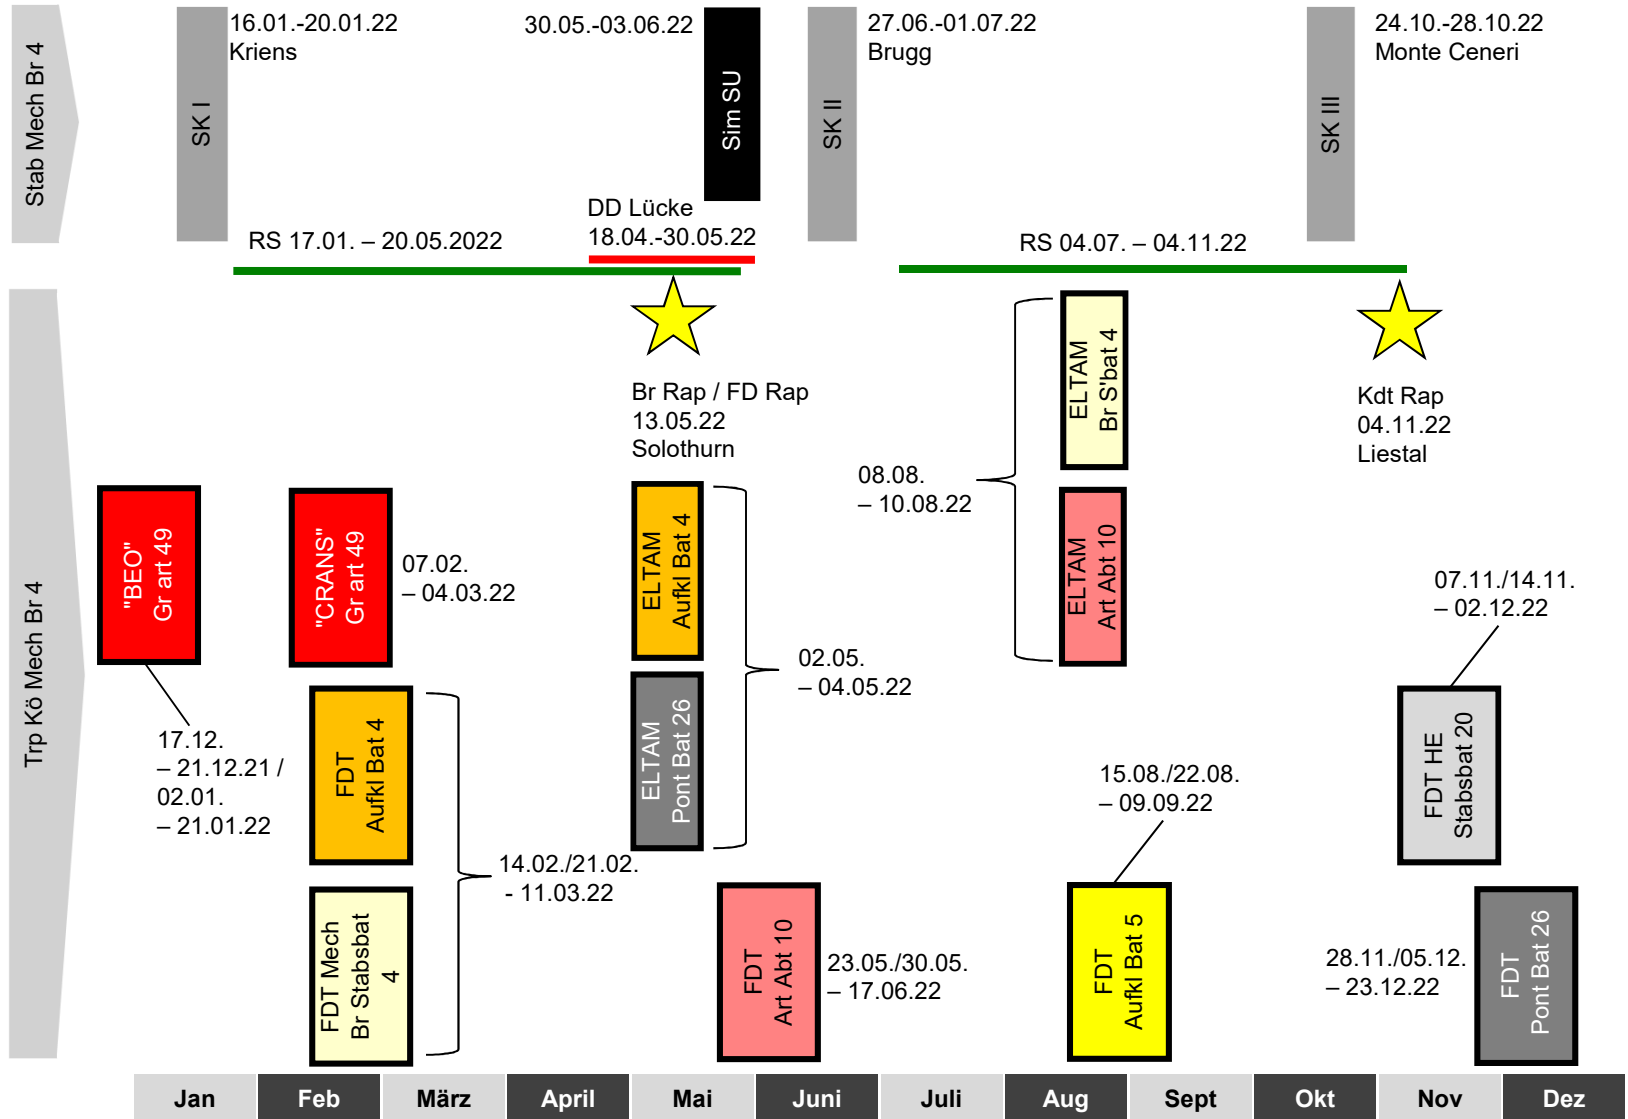 Stab Mech Br 4
SK I
16.01.-20.01.22
Kriens
30.05.-03.06.22
Sim SU
SK II
27.06.-01.07.22
Brugg
SK III
24.10.-28.10.22
Monte Ceneri
RS 17.01. – 20.05.2022
DD Lücke
18.04.-30.05.22
RS 04.07. – 04.11.22
Trp Kö Mech Br 4
Br Rap / FD Rap
13.05.22
Solothurn
Kdt Rap
04.11.22
Liestal
"BEO"
Gr art 49
17.12.
– 21.12.21 /
02.01.
– 21.01.22
"CRANS"
Gr art 49
07.02.
– 04.03.22
FDT
Aufkl Bat 4
FDT Mech
Br Stabsbat
4
14.02./21.02.
- 11.03.22
ELTAM
Aufkl Bat 4
ELTAM
Pont Bat 26
02.05.
– 04.05.22
FDT
Art Abt 10
23.05./30.05.
– 17.06.22
08.08.
– 10.08.22
ELTAM
Br S'bat 4
ELTAM
Art Abt 10
15.08./22.08.
– 09.09.22
FDT
Aufkl Bat 5
07.11./14.11.
– 02.12.22
FDT HE
Stabsbat 20
28.11./05.12.
– 23.12.22
FDT
Pont Bat 26
Jan Feb März April Mai Juni Juli Aug Sept Okt Nov Dez